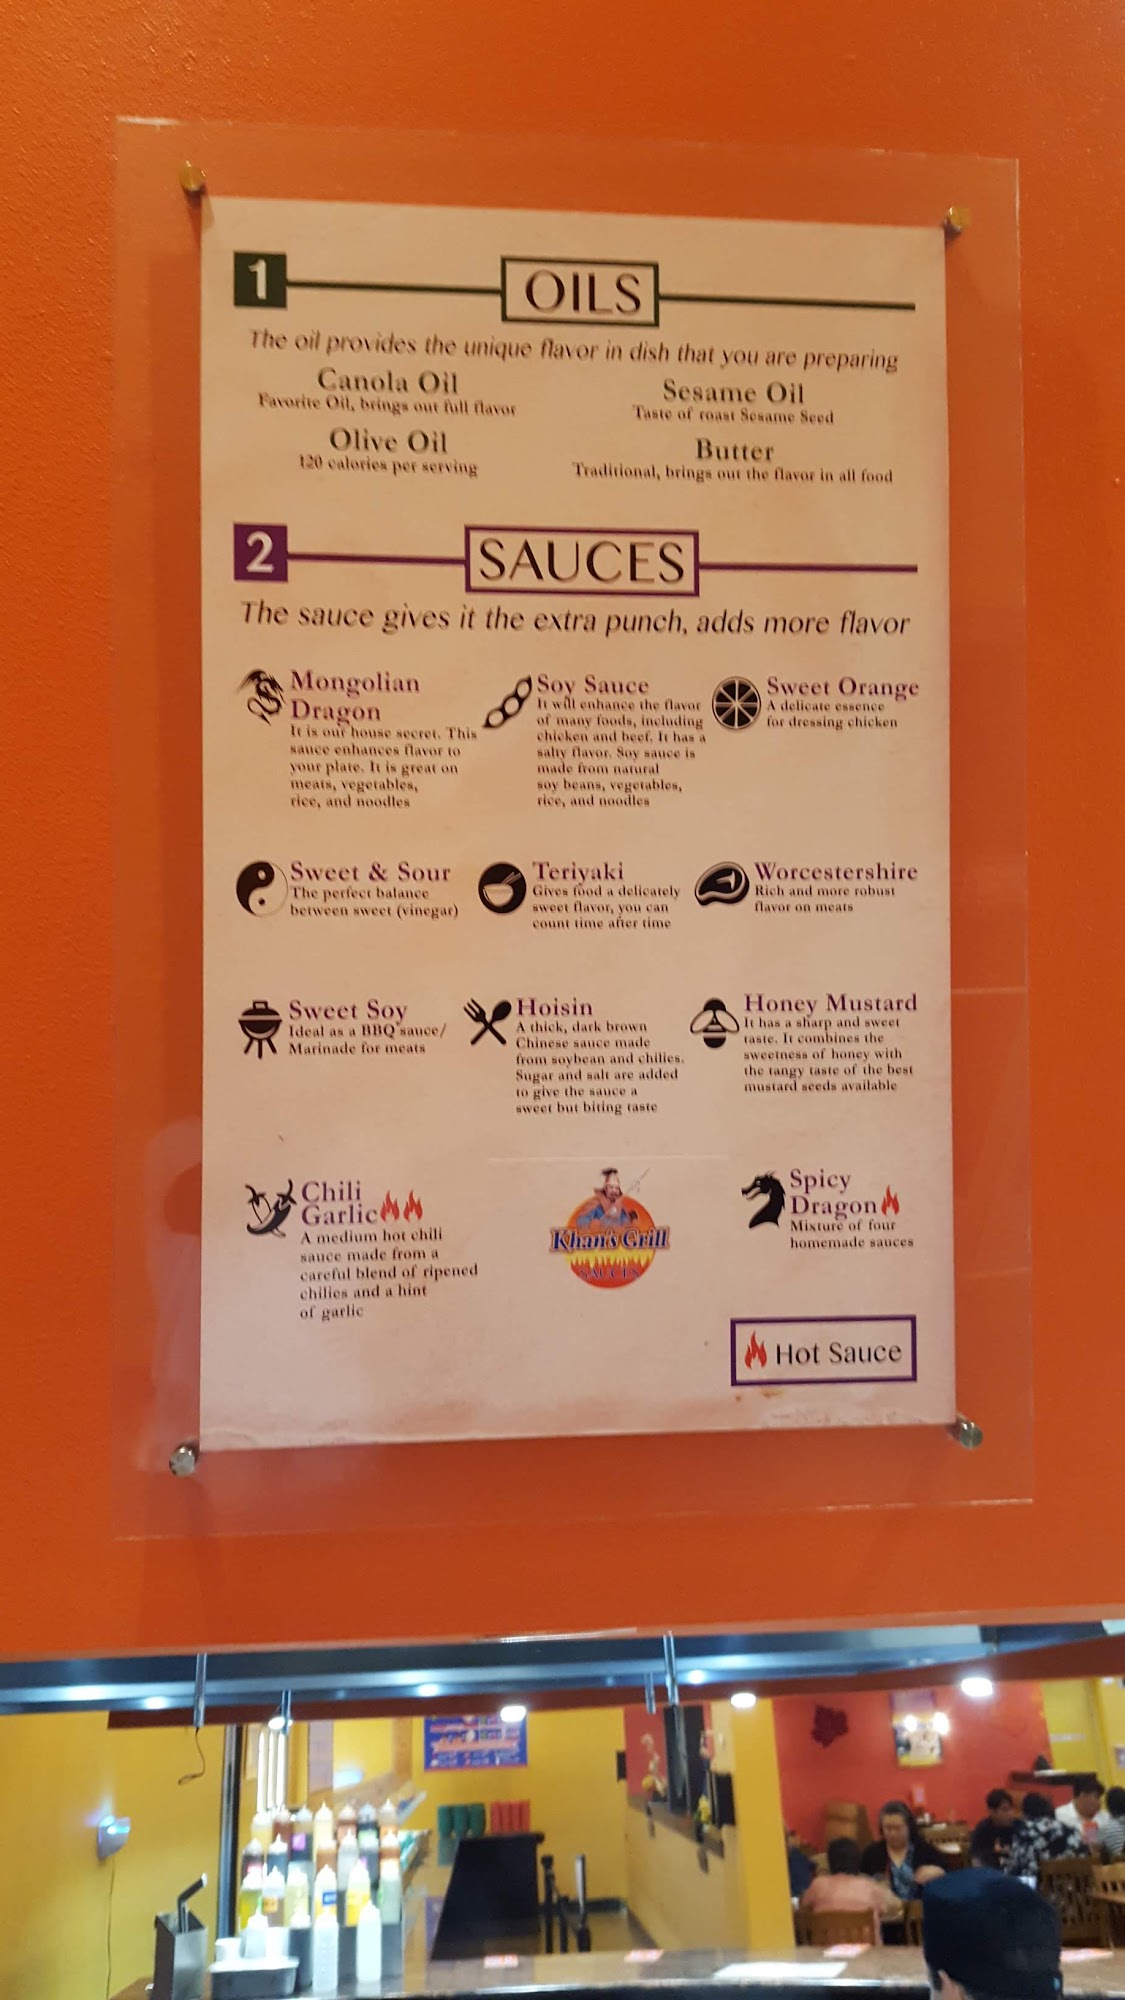 1
OILS
The oil provides the unique flavor in dish that you are preparing
Canola Oil
Favorite Oil, brings out full flavor
Sesame Oil
Taste of roast Sesame Seed
Olive Oil
120 calories per serving
Butter
Traditional, brings out the flavor in all food
2
SAUCES
The sauce gives it the extra punch, adds more flavor
Mongolian
Dragon
It is our house secret. This
sauce enhances flavor to
your plate. It is great on
meats, vegetables,
rice, and noodles
Soy Sauce
It will enhance the flavor
of many foods, including
chicken and beef. It has a
salty flavor. Soy sauce is
made from natural
soy beans, vegetables,
rice, and noodles
Sweet Orange
A delicate essence
for dressing chicken
Sweet & Sour
The perfect balance
between sweet (vinegar)
Teriyaki
Gives food a delicately
sweet flavor, you can
count time after time
Worcestershire
Rich and more robust
flavor on meats
Sweet Soy
Ideal as a BBQ sauce/
Marinade for meats
Hoisin
A thick, dark brown
Chinese sauce made
from soybean and chilies.
Sugar and salt are added
to give the sauce a
sweet but biting taste
Honey Mustard
It has a sharp and sweet
taste. It combines the
sweetness of honey with
the tangy taste of the best
mustard seeds available
Chili
Garlic
A medium hot chili
sauce made from a
careful blend of ripened
chilies and a hint
of garlic
Khan's Grill
SAUCES
Spicy
Dragon
Mixture of four
homemade sauces
Hot Sauce